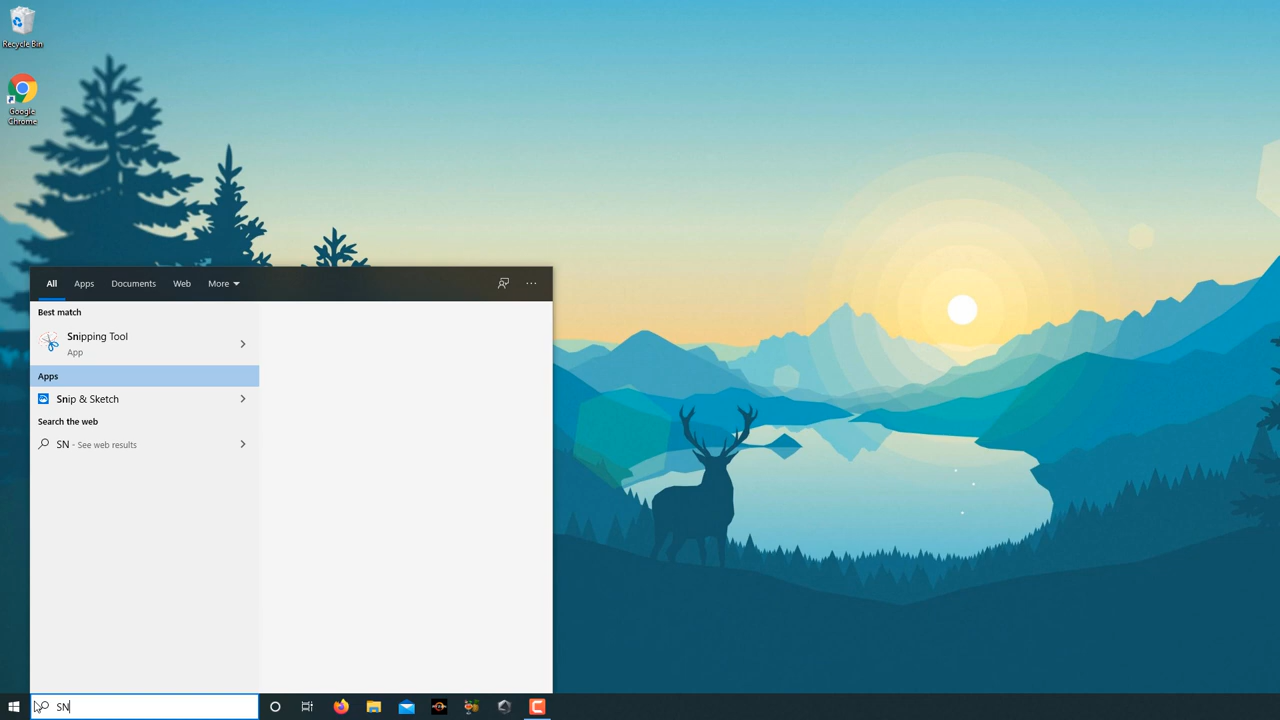 Recycle Bin
Google
Chrome
All Apps Documents Web More ...
Best match
Snipping Tool
App
Apps
Snip & Sketch
Search the web
SN - See web results
SN